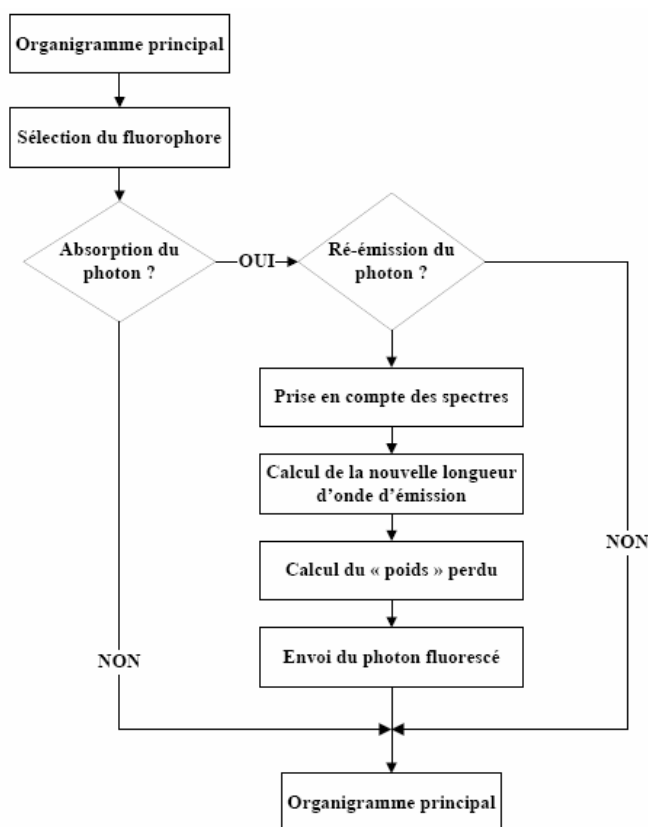 Organigramme principal
Sélection du fluorophore
Absorption du
photon ?
OUI
Ré-émission du
photon ?
Prise en compte des spectres
Calcul de la nouvelle longueur
d'onde d'émission
Calcul du « poids » perdu
Envoi du photon fluorescé
NON
NON
Organigramme principal